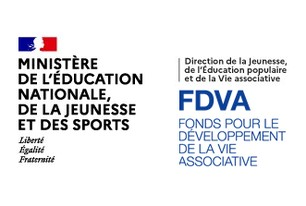 MINISTÈRE
DE L'ÉDUCATION
NATIONALE,
DE LA JEUNESSE
ET DES SPORTS
Liberté
Égalité
Fraternité
Direction de la Jeunesse,
de l'Éducation populaire
et de la Vie associative
FDVA
FONDS POUR LE
DÉVELOPPEMENT
DE LA VIE
ASSOCIATIVE